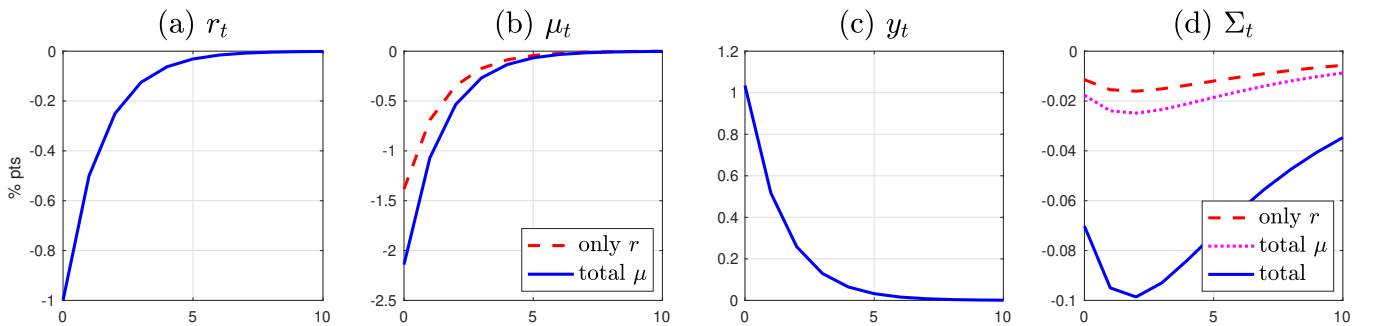 (a) r_t
% pts
0
-0.2
-0.4
-0.6
-0.8
-1
0 5 10
(b) μ_t
0
-0.5
-1
-1.5
-2
-2.5
only r
total μ
0 5 10
(c) y_t
1.2
1
0.8
0.6
0.4
0.2
0
0 5 10
(d) Σ_t
0
-0.02
-0.04
-0.06
-0.08
-0.1
only r
total μ
total
0 5 10